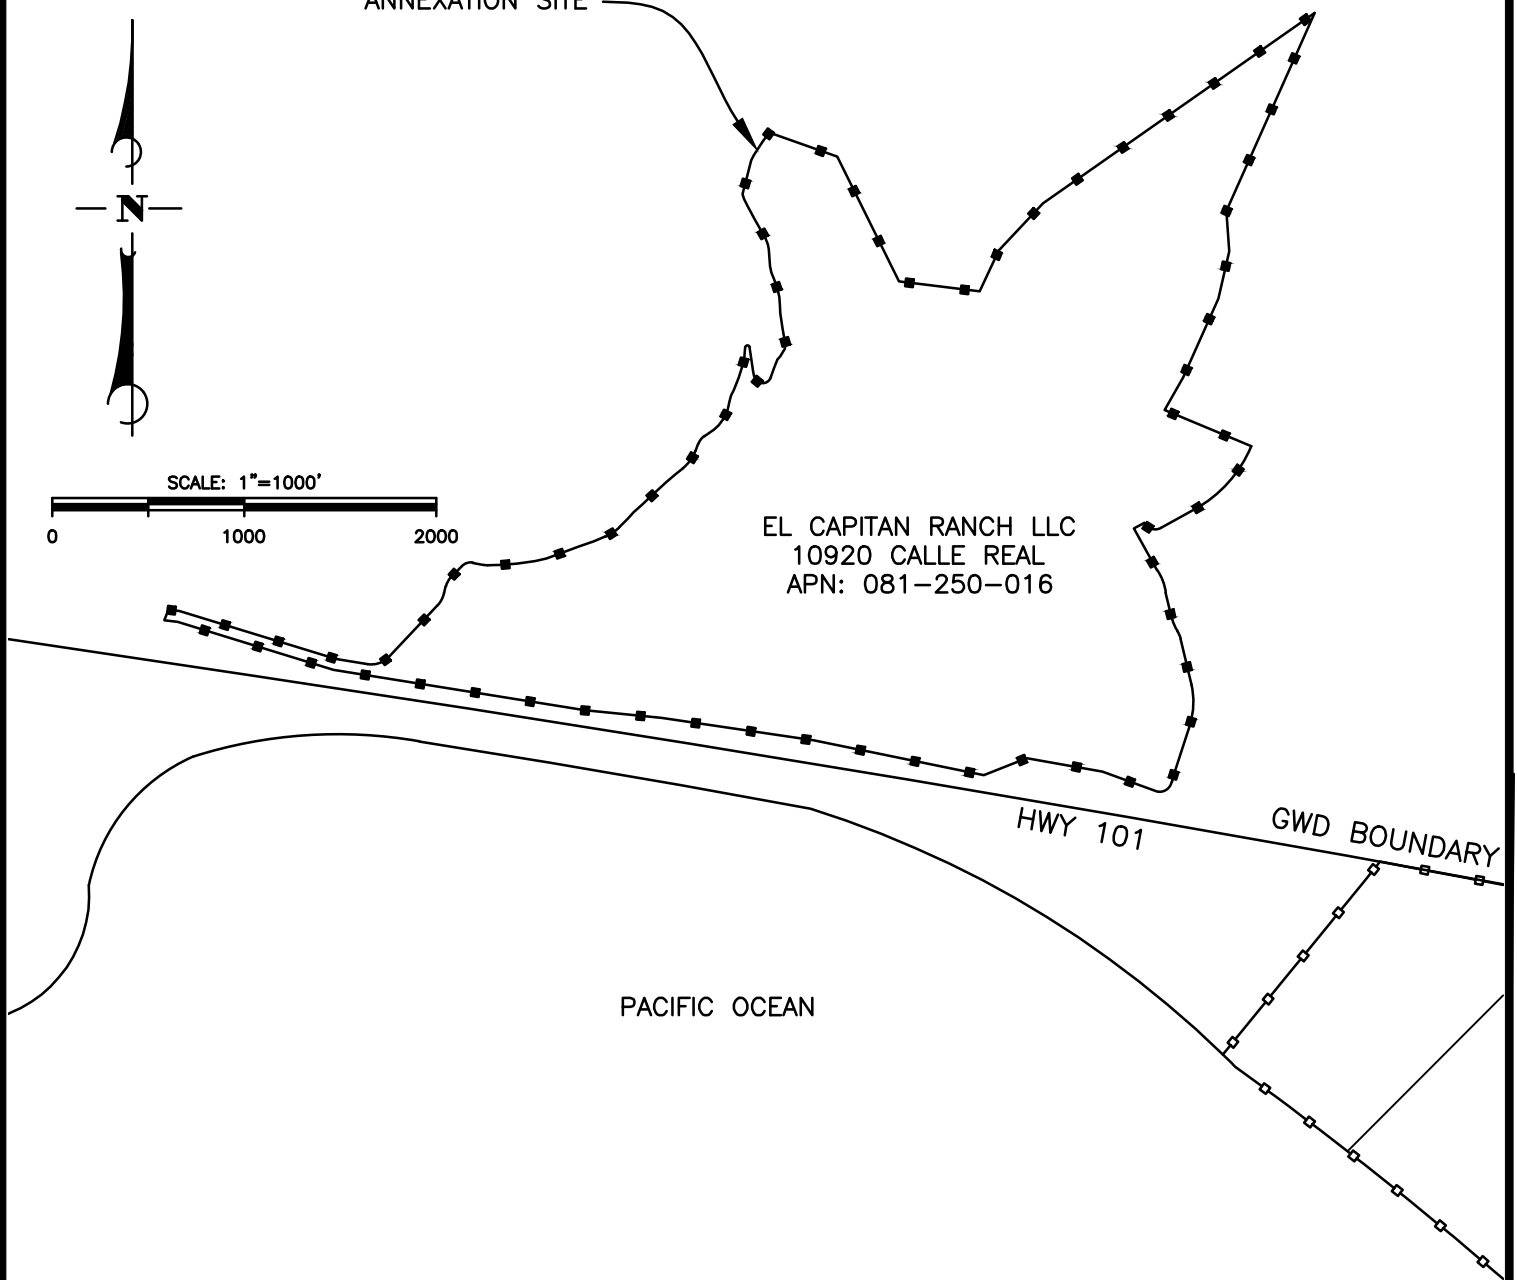 ANNEXATION SITE
N
SCALE: 1"=1000'
0 1000 2000
EL CAPITAN RANCH LLC
10920 CALLE REAL
APN: 081-250-016
HWY 101
GWD BOUNDARY
PACIFIC OCEAN